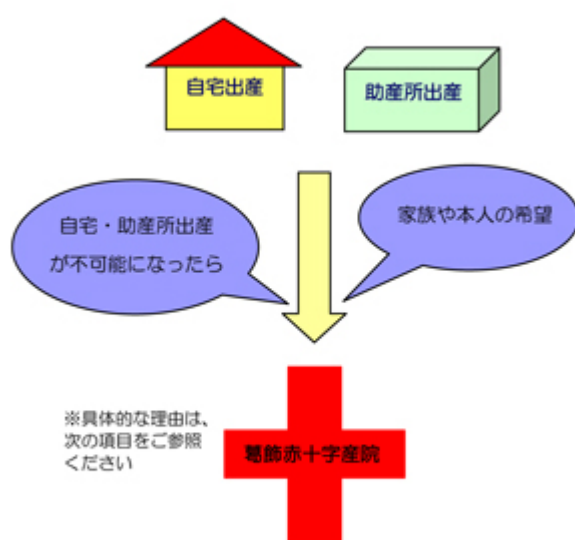 自宅出産
助産所出産
自宅・助産所出産
が不可能になったら
家族や本人の希望
※具体的な理由は、
次の項目をご参照
ください
葛飾赤十字産院